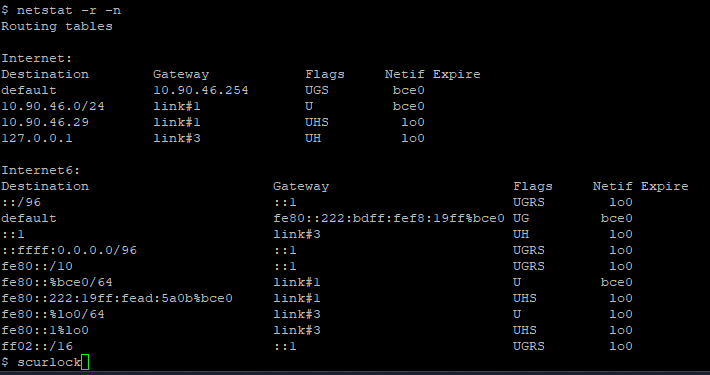 $ netstat -r -n
Routing tables
Internet:
Destination Gateway Flags Netif Expire
default 10.90.46.254 UGS bce0
10.90.46.0/24 link#1 U bce0
10.90.46.29 link#1 UHS lo0
127.0.0.1 link#3 UH lo0
Internet6:
Destination Gateway Flags Netif Expire
::/96 ::1 UGRS lo0
default fe80::222:bdff:fef8:19ff%bce0 UG bce0
::1 link#3 UH lo0
::ffff:0.0.0.0/96 ::1 UGRS lo0
fe80::/10 ::1 UGRS lo0
fe80::%bce0/64 link#1 U bce0
fe80::222:19ff:fead:5a0b%bce0 link#1 UHS lo0
fe80::%lo0/64 link#3 U lo0
fe80::1%lo0 link#3 UHS lo0
ff02::/16 ::1 UGRS lo0
$ scurlock